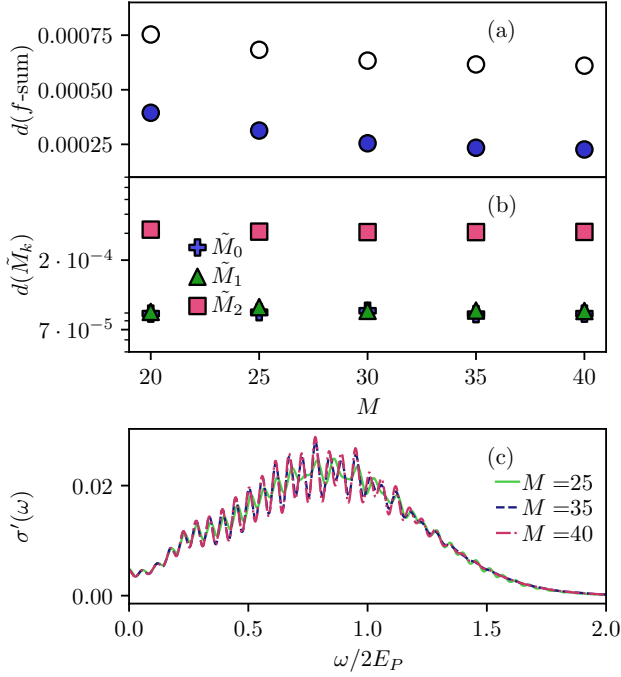 (a)
0.00075
0.00050
0.00025
d(f-sum)
(b)
d(M̃_k)
2 · 10⁻⁴
7 · 10⁻⁵
M̃₀
M̃₁
M̃₂
20 25 30 35 40
M
(c)
σ′(ω)
0.02
0.00
M =25
M =35
M =40
0.0 0.5 1.0 1.5 2.0
ω/2E_P